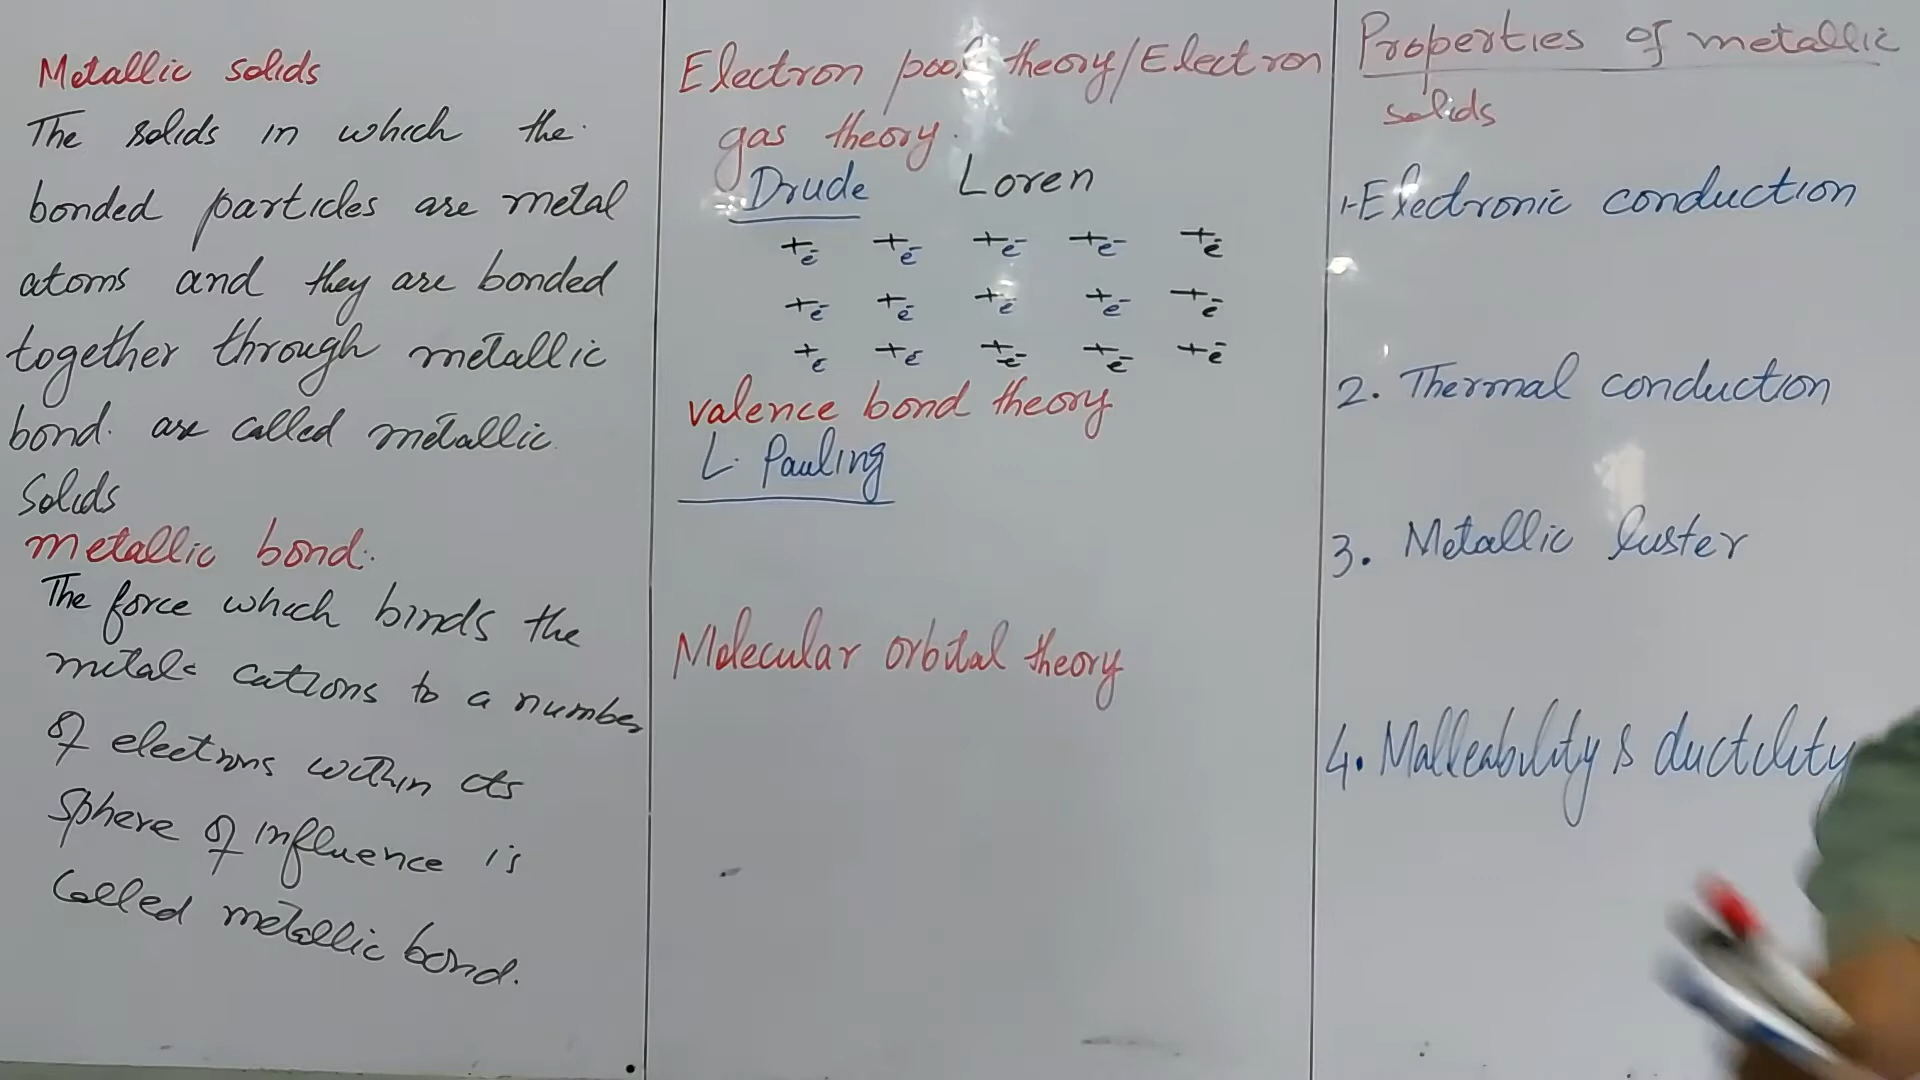 Metallic solids
The solids in which the
bonded particles are metal
atoms and they are bonded
together through metallic
bond. are called metallic
Solids
metallic bond.
The force which binds the
metals cations to a number
of electrons within its
sphere of influence is
Called metallic bond.
Electron pool theory/Electron
gas theory.
Drude Loren
+e- +e- +e- +e- +e-
+e- +e- +e- +e- +e-
+e- +e- +e- +e- +e-
valence bond theory
L. Pauling
Molecular orbital theory
Properties of metallic
solids
1-Electronic conduction
2. Thermal conduction
3. Metallic luster
4. Malleability & ductility